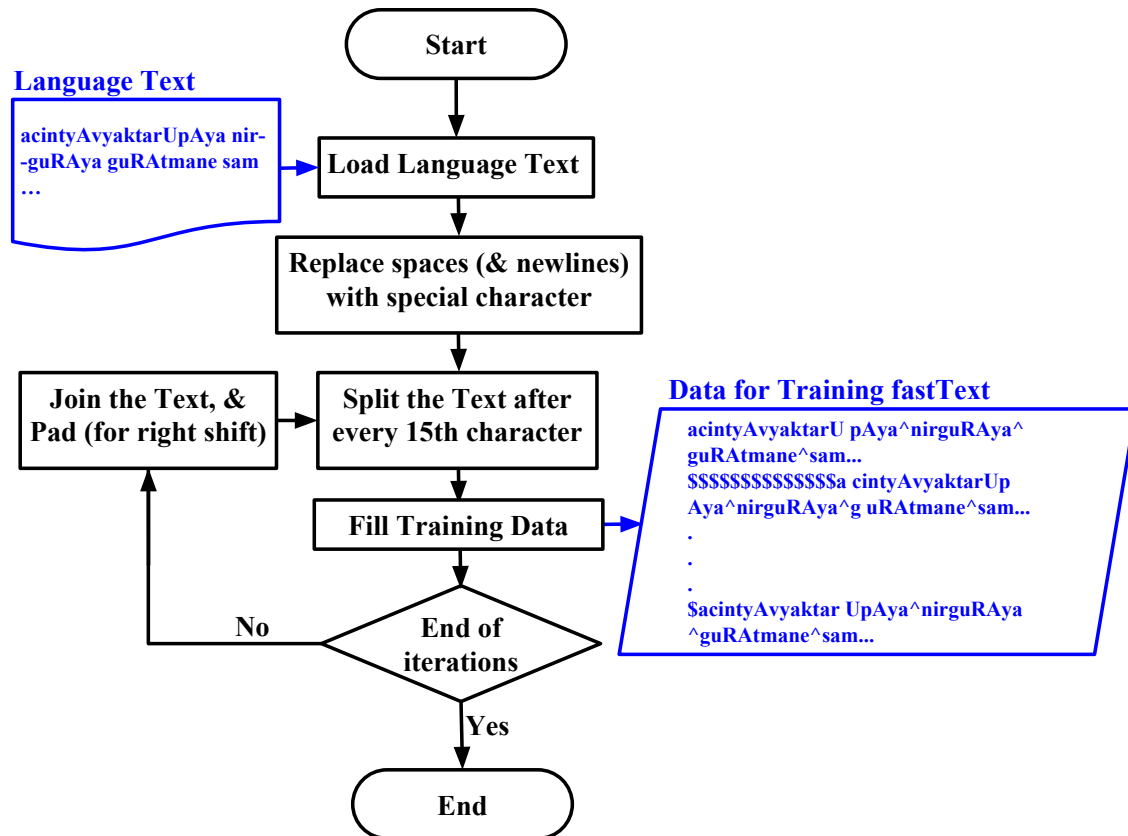 Start
Language Text
acintyAvyaktarUpAya nir-
-guRAya guRAtmane sam
...
Load Language Text
Replace spaces (& newlines)
with special character
Join the Text, &
Pad (for right shift)
Split the Text after
every 15th character
Data for Training fastText
acintyAvyaktarU pAya^nirguRAya^
guRAtmane^sam...
$$$$$$$$$$$$$$a cintyAvyaktarUp
Aya^nirguRAya^g uRAtmane^sam...
.
.
.
$acintyAvyaktar UpAya^nirguRAya
^guRAtmane^sam...
Fill Training Data
No
End of
iterations
Yes
End